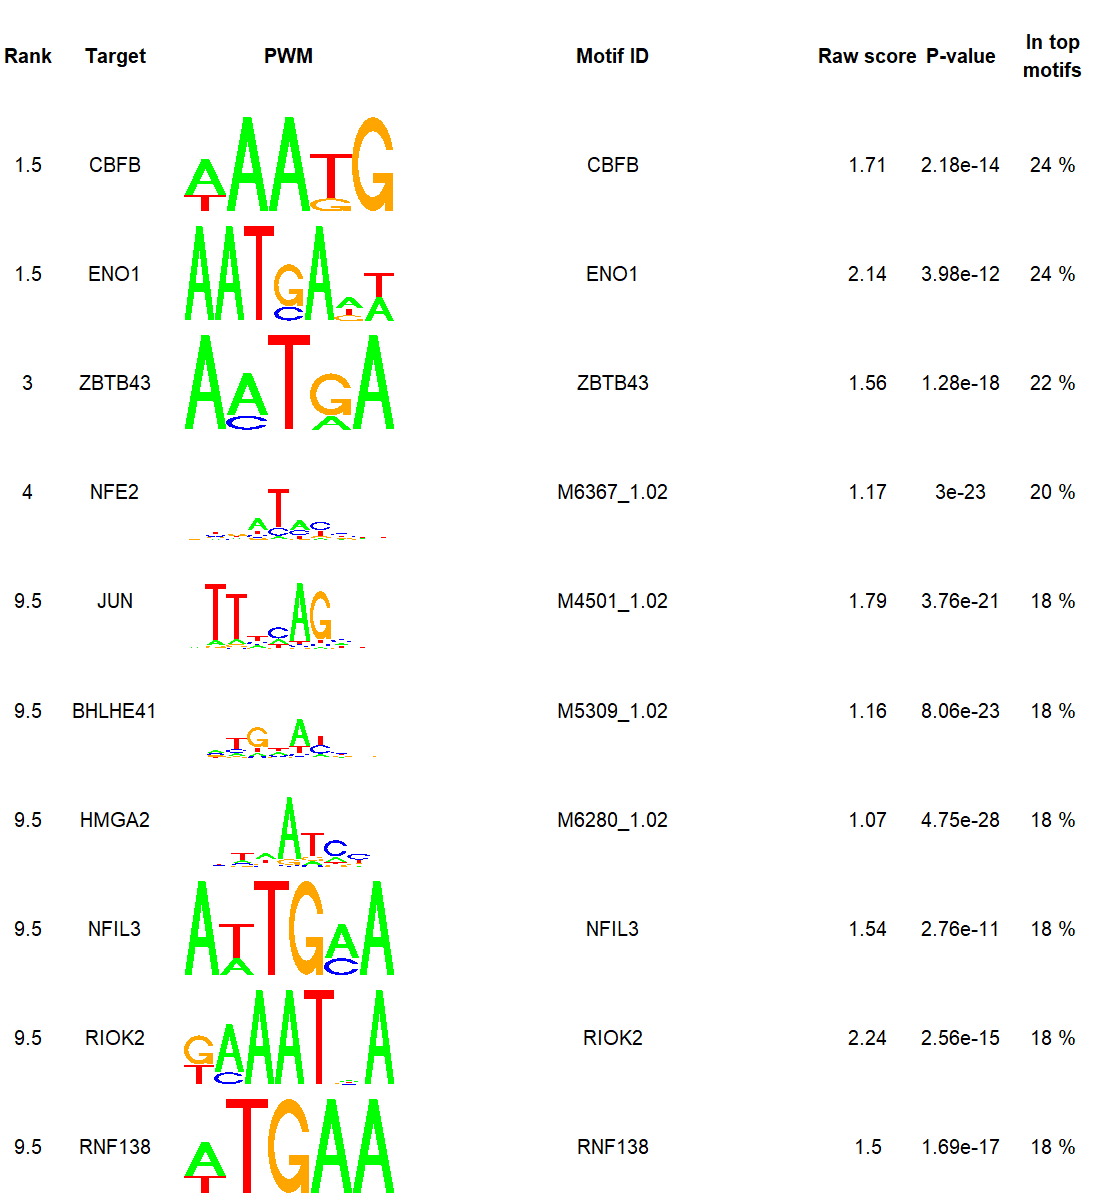 Rank Target PWM Motif ID Raw score P-value In top motifs
1.5 CBFB CBFB 1.71 2.18e-14 24 %
1.5 ENO1 ENO1 2.14 3.98e-12 24 %
3 ZBTB43 ZBTB43 1.56 1.28e-18 22 %
4 NFE2 M6367_1.02 1.17 3e-23 20 %
9.5 JUN M4501_1.02 1.79 3.76e-21 18 %
9.5 BHLHE41 M5309_1.02 1.16 8.06e-23 18 %
9.5 HMGA2 M6280_1.02 1.07 4.75e-28 18 %
9.5 NFIL3 NFIL3 1.54 2.76e-11 18 %
9.5 RIOK2 RIOK2 2.24 2.56e-15 18 %
9.5 RNF138 RNF138 1.5 1.69e-17 18 %